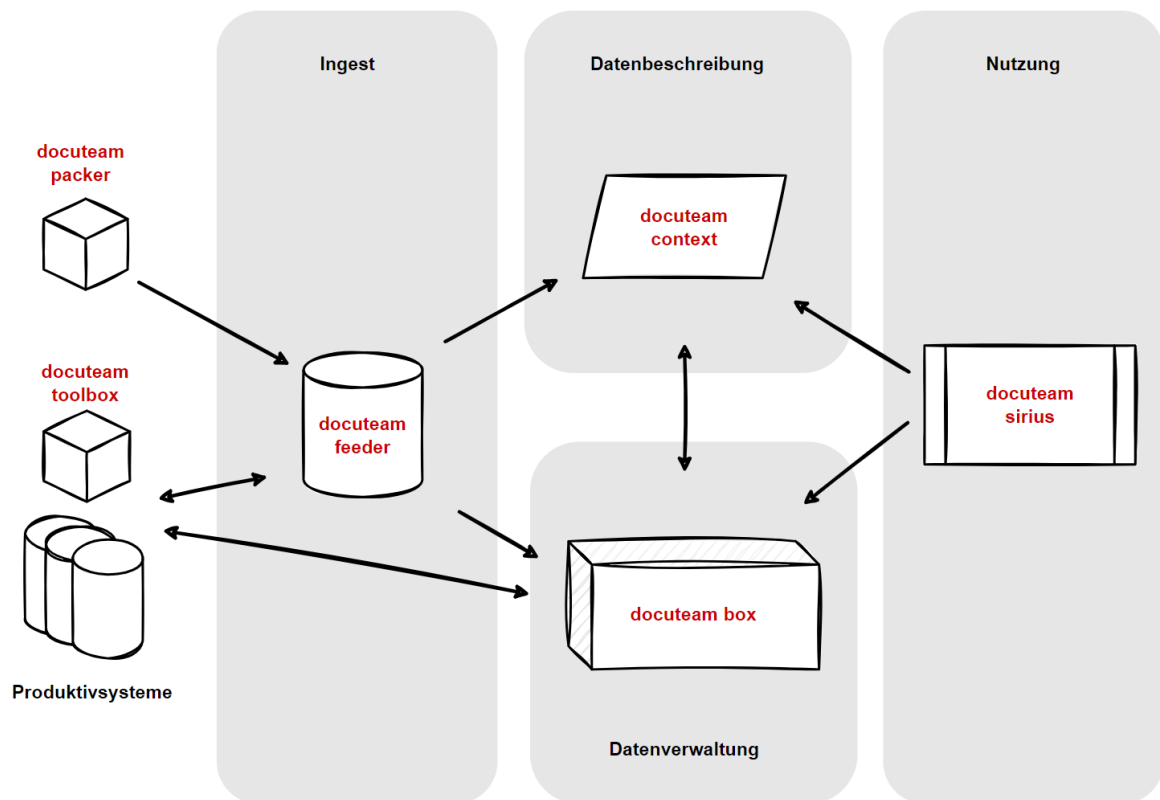 Ingest
Datenbeschreibung
Nutzung
docuteam
packer
docuteam
context
docuteam
toolbox
docuteam
feeder
docuteam
sirius
docuteam box
Produktivsysteme
Datenverwaltung